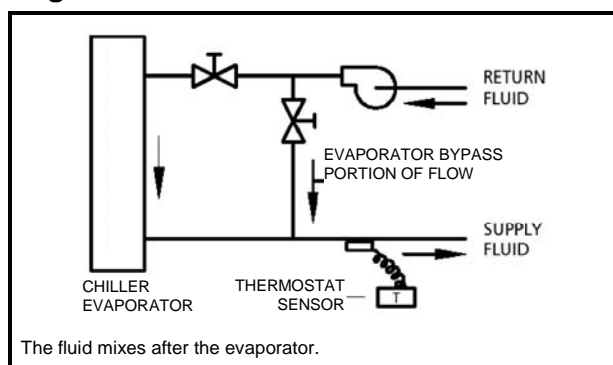 RETURN
FLUID
EVAPORATOR BYPASS
PORTION OF FLOW
SUPPLY
FLUID
CHILLER
EVAPORATOR
THERMOSTAT
SENSOR
T
The fluid mixes after the evaporator.